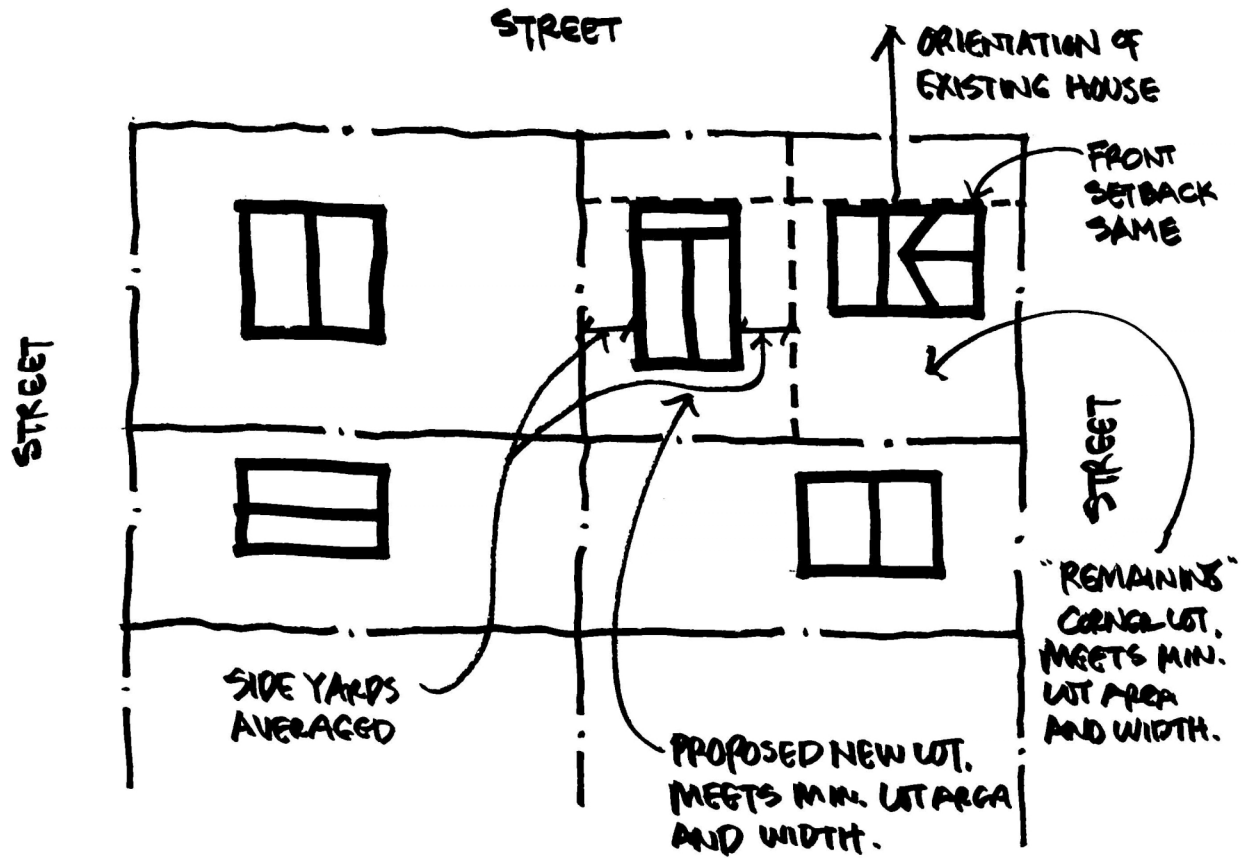 STREET
ORIENTATION OF
EXISTING HOUSE
FRONT
SETBACK
SAME
STREET
STREET
"REMAINING"
CORNER LOT.
MEETS MIN.
LOT AREA
AND WIDTH.
SIDE YARDS
AVERAGED
PROPOSED NEW LOT.
MEETS MIN. LOT AREA
AND WIDTH.